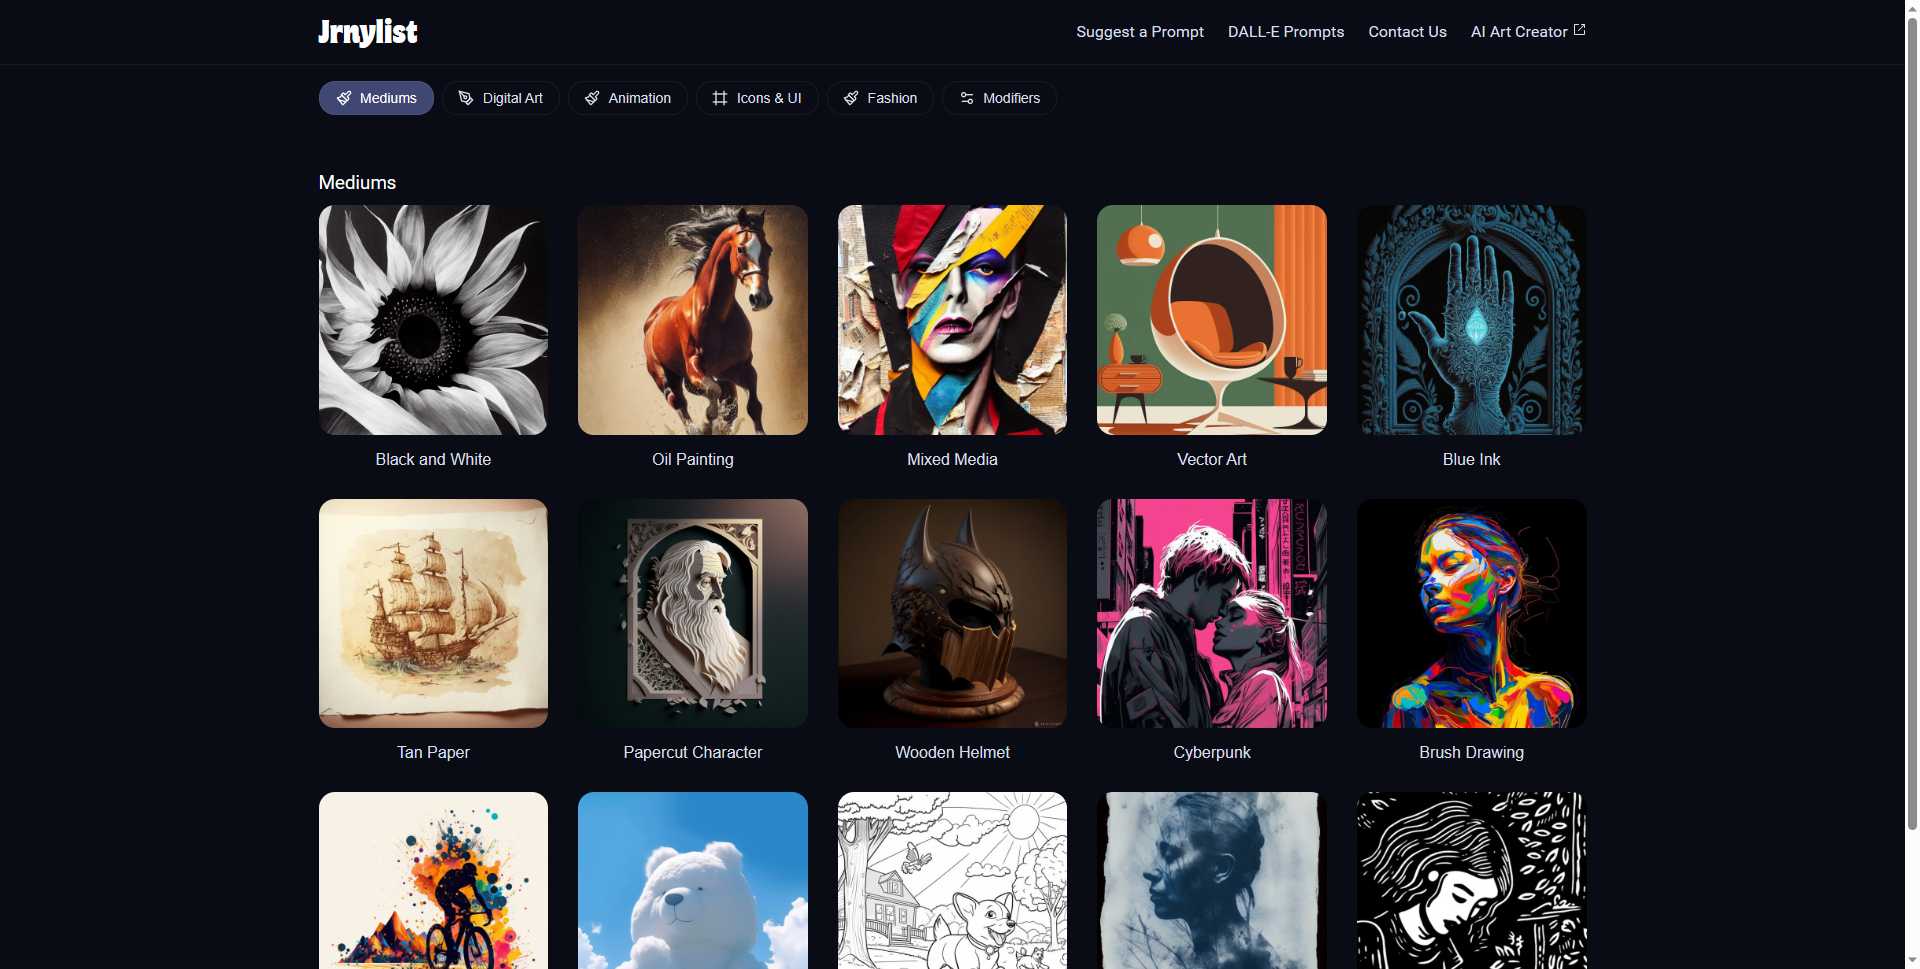 Jrnylist
Suggest a Prompt
DALL-E Prompts
Contact Us
AI Art Creator
Mediums
Digital Art
Animation
Icons & UI
Fashion
Modifiers
Mediums
Black and White
Oil Painting
Mixed Media
Vector Art
Blue Ink
Tan Paper
Papercut Character
Wooden Helmet
Cyberpunk
Brush Drawing